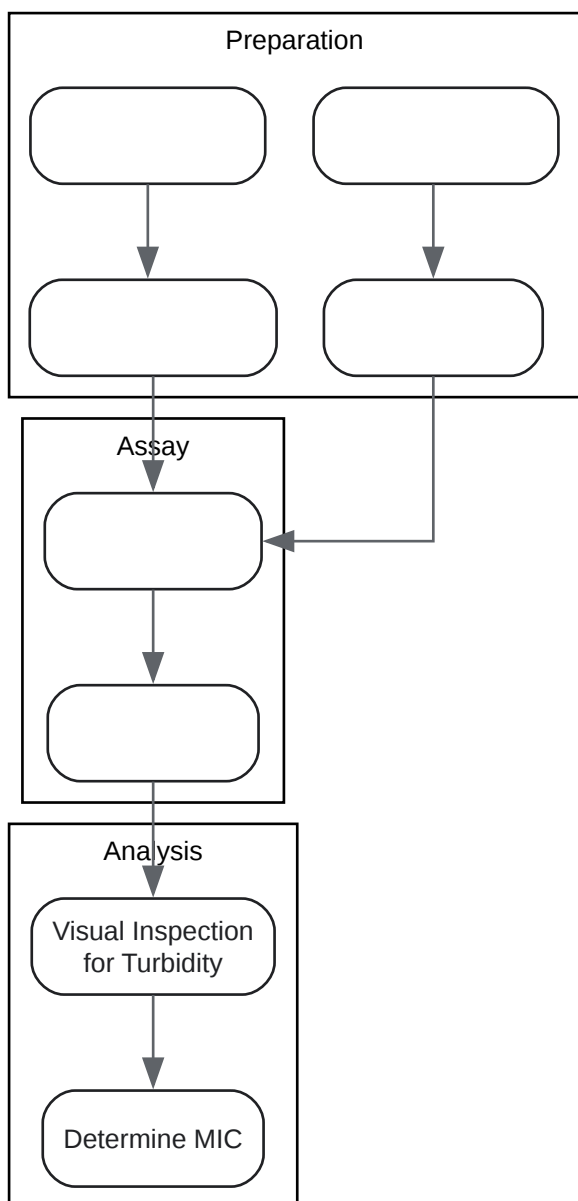 Preparation
Assay
Analysis
Visual Inspection
for Turbidity
Determine MIC